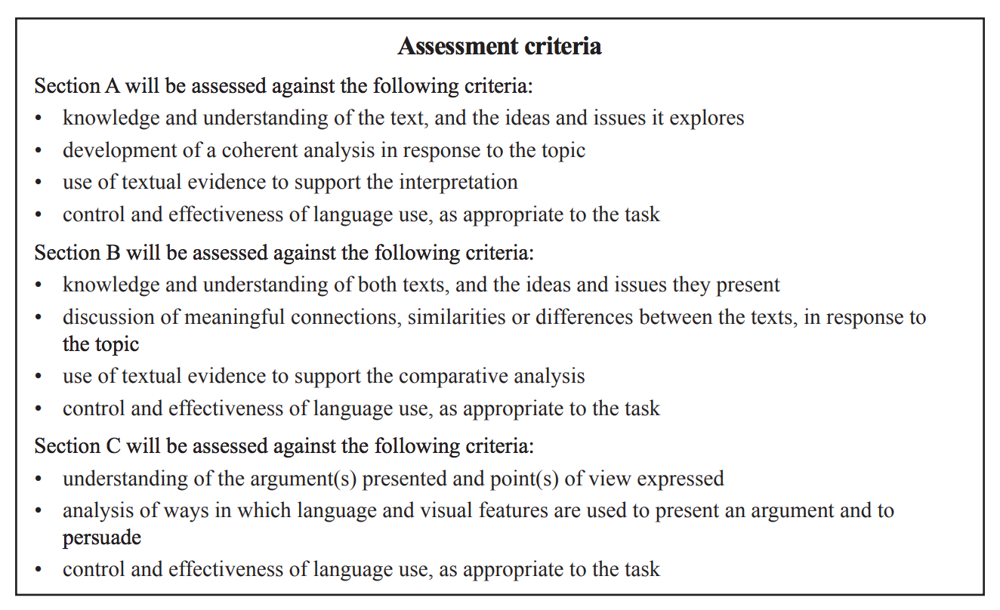 Assessment criteria
Section A will be assessed against the following criteria:
• knowledge and understanding of the text, and the ideas and issues it explores
• development of a coherent analysis in response to the topic
• use of textual evidence to support the interpretation
• control and effectiveness of language use, as appropriate to the task
Section B will be assessed against the following criteria:
• knowledge and understanding of both texts, and the ideas and issues they present
• discussion of meaningful connections, similarities or differences between the texts, in response to
the topic
• use of textual evidence to support the comparative analysis
• control and effectiveness of language use, as appropriate to the task
Section C will be assessed against the following criteria:
• understanding of the argument(s) presented and point(s) of view expressed
• analysis of ways in which language and visual features are used to present an argument and to
persuade
• control and effectiveness of language use, as appropriate to the task